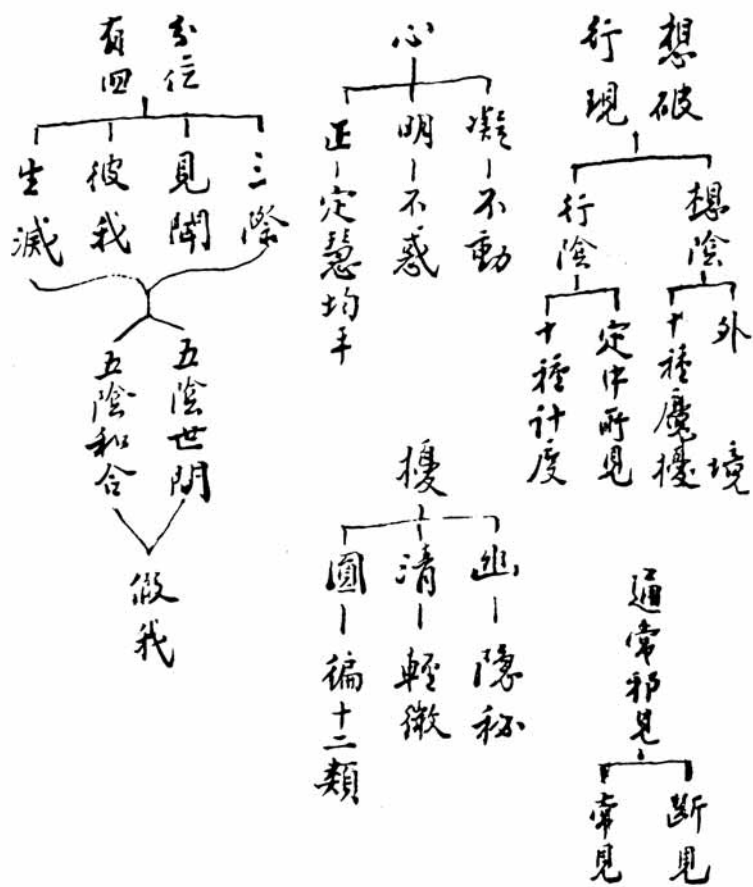 想破
行現
想陰
外境
十種魔擾
行陰
定中所見
十種計度
通常邪見
斷見
常見
心
凝－不動
明－不惑
正－定慧均平
擾
幽－隱秘
清－輕微
圓－徧十二類
分位
有四
三際
見聞
彼我
生滅
五陰世間
五陰和合
假我